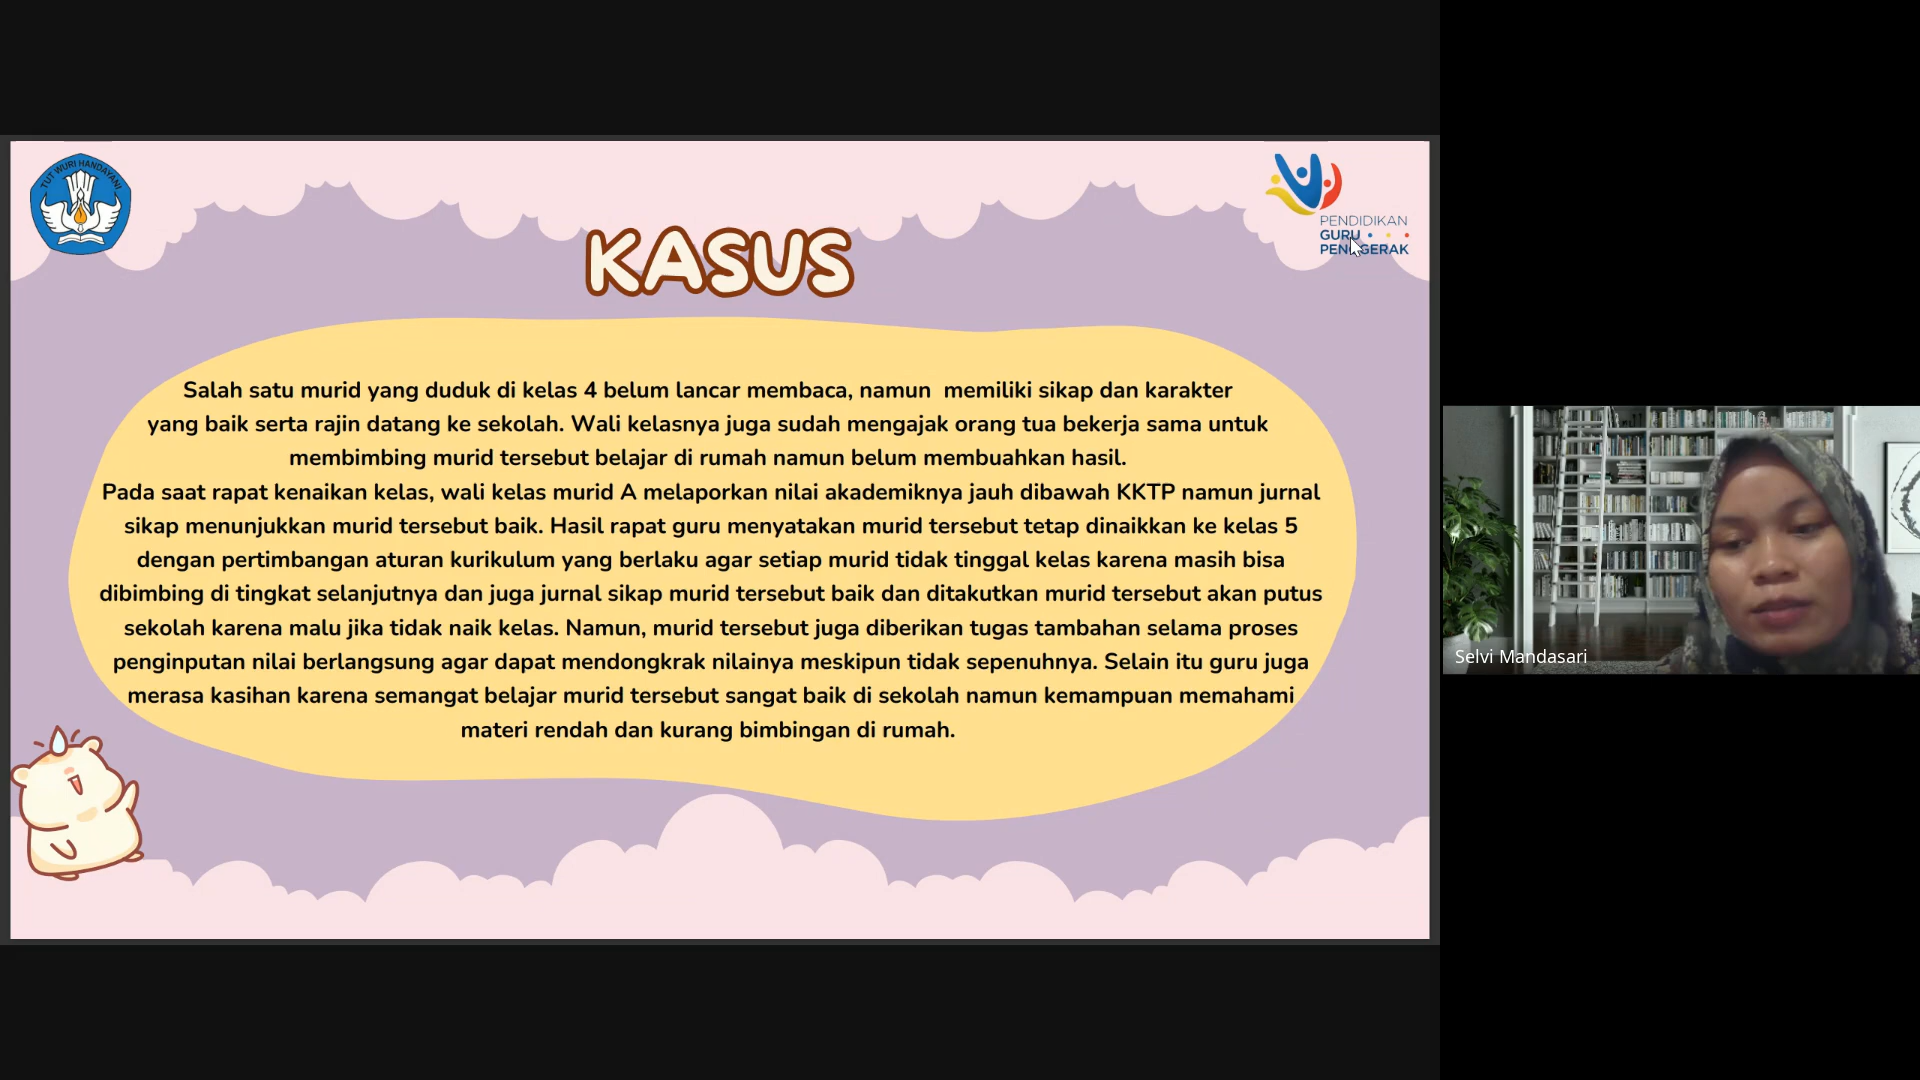 TUT WURI HANDAYANI
PENDIDIKAN
GURU
PENGGERAK
KASUS
Salah satu murid yang duduk di kelas 4 belum lancar membaca, namun memiliki sikap dan karakter
yang baik serta rajin datang ke sekolah. Wali kelasnya juga sudah mengajak orang tua bekerja sama untuk
membimbing murid tersebut belajar di rumah namun belum membuahkan hasil.
Pada saat rapat kenaikan kelas, wali kelas murid A melaporkan nilai akademiknya jauh dibawah KKTP namun jurnal
sikap menunjukkan murid tersebut baik. Hasil rapat guru menyatakan murid tersebut tetap dinaikkan ke kelas 5
dengan pertimbangan aturan kurikulum yang berlaku agar setiap murid tidak tinggal kelas karena masih bisa
dibimbing di tingkat selanjutnya dan juga jurnal sikap murid tersebut baik dan ditakutkan murid tersebut akan putus
sekolah karena malu jika tidak naik kelas. Namun, murid tersebut juga diberikan tugas tambahan selama proses
penginputan nilai berlangsung agar dapat mendongkrak nilainya meskipun tidak sepenuhnya. Selain itu guru juga
merasa kasihan karena semangat belajar murid tersebut sangat baik di sekolah namun kemampuan memahami
materi rendah dan kurang bimbingan di rumah.
Selvi Mandasari